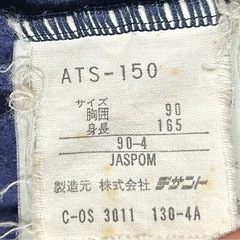 ATS-150
サイズ
胸囲 90
身長 165
90-4
JASPOM
製造元 株式会社 デサント
C-OS 3011 130-4A